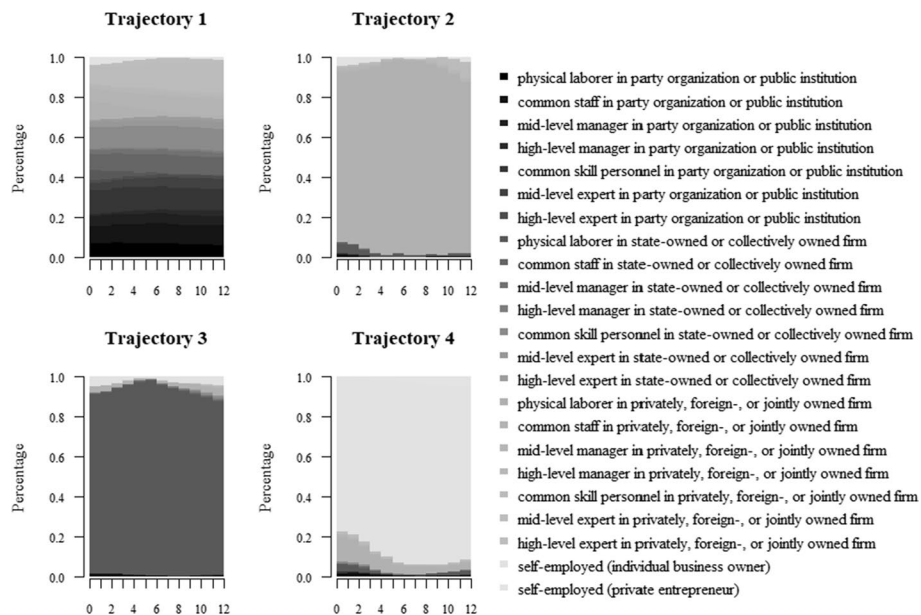 Trajectory 1
Percentage
1.0
0.8
0.6
0.4
0.2
0.0
0 2 4 6 8 10 12
Trajectory 2
Percentage
1.0
0.8
0.6
0.4
0.2
0.0
0 2 4 6 8 10 12
Trajectory 3
Percentage
1.0
0.8
0.6
0.4
0.2
0.0
0 2 4 6 8 10 12
Trajectory 4
Percentage
1.0
0.8
0.6
0.4
0.2
0.0
0 2 4 6 8 10 12
physical laborer in party organization or public institution
common staff in party organization or public institution
mid-level manager in party organization or public institution
high-level manager in party organization or public institution
common skill personnel in party organization or public institution
mid-level expert in party organization or public institution
high-level expert in party organization or public institution
physical laborer in state-owned or collectively owned firm
common staff in state-owned or collectively owned firm
mid-level manager in state-owned or collectively owned firm
high-level manager in state-owned or collectively owned firm
common skill personnel in state-owned or collectively owned firm
mid-level expert in state-owned or collectively owned firm
high-level expert in state-owned or collectively owned firm
physical laborer in privately, foreign-, or jointly owned firm
common staff in privately, foreign-, or jointly owned firm
mid-level manager in privately, foreign-, or jointly owned firm
high-level manager in privately, foreign-, or jointly owned firm
common skill personnel in privately, foreign-, or jointly owned firm
mid-level expert in privately, foreign-, or jointly owned firm
high-level expert in privately, foreign-, or jointly owned firm
self-employed (individual business owner)
self-employed (private entrepreneur)